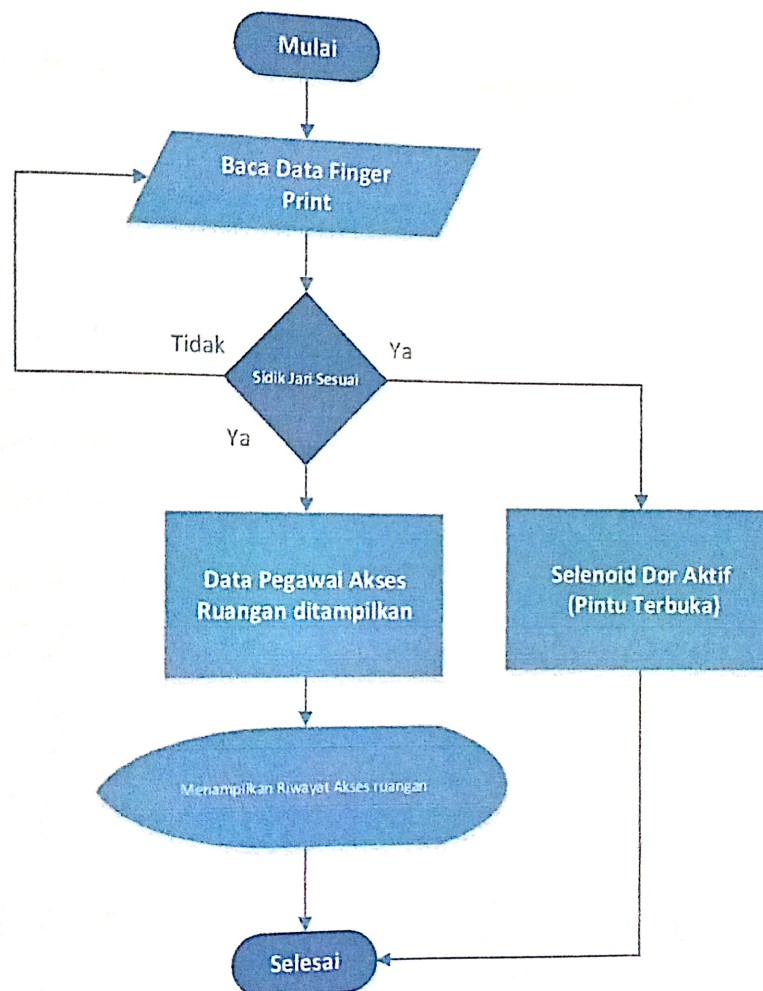 Mulai
Baca Data Finger
Print
Tidak
Ya
Sidik Jari Sesuai
Ya
Data Pegawai Akses
Ruangan ditampilkan
Selenoid Dor Aktif
(Pintu Terbuka)
Menampilkan Riwayat Akses ruangan
Selesai